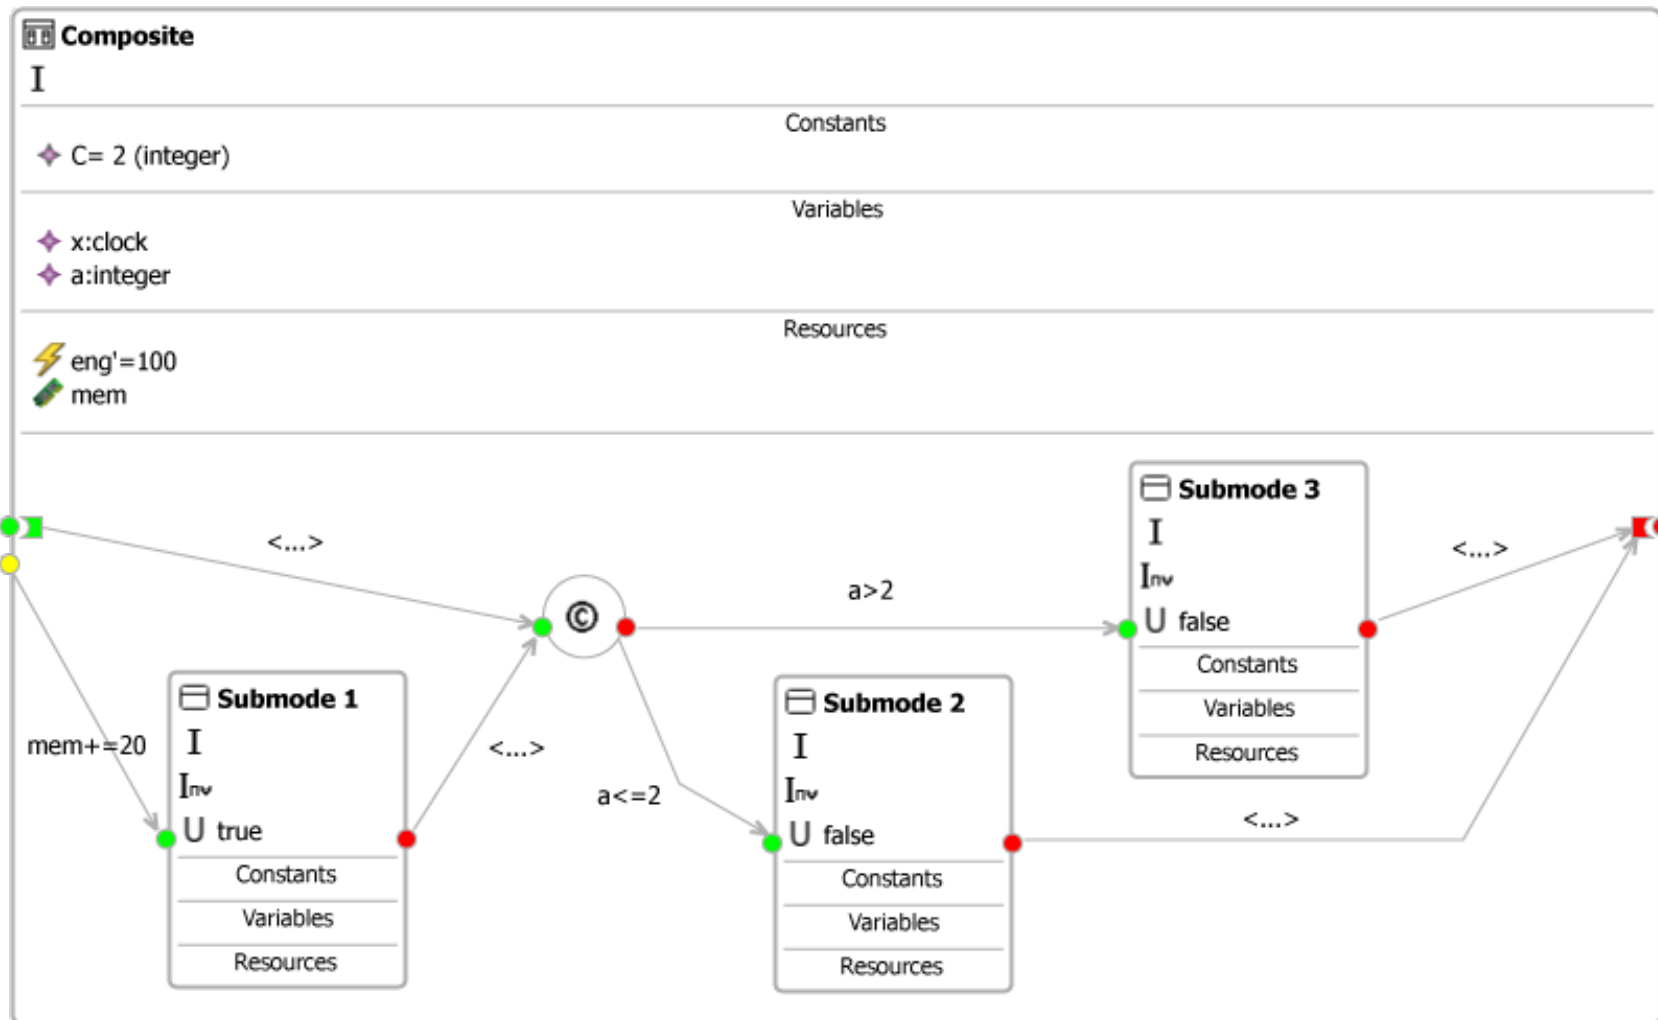 Composite
I
Constants
C= 2 (integer)
Variables
x:clock
a:integer
Resources
eng'=100
mem
<...>
©
a>2
Submode 3
I
Inv
U false
Constants
Variables
Resources
<...>
mem+=20
Submode 1
I
Inv
U true
Constants
Variables
Resources
<...>
a<=2
Submode 2
I
Inv
U false
Constants
Variables
Resources
<...>